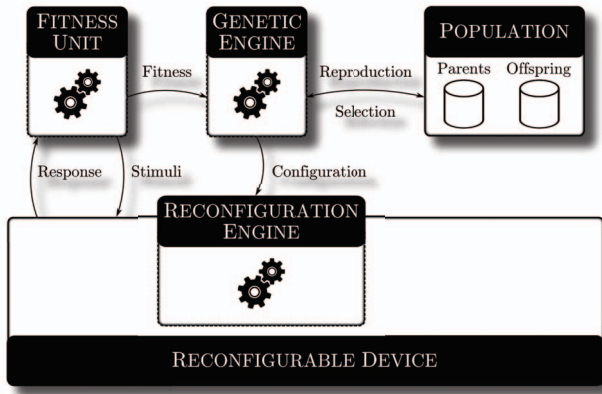 FITNESS
UNIT
GENETIC
ENGINE
POPULATION
Parents Offspring
Fitness
Reproduction
Selection
Response
Stimuli
Configuration
RECONFIGURATION
ENGINE
RECONFIGURABLE DEVICE